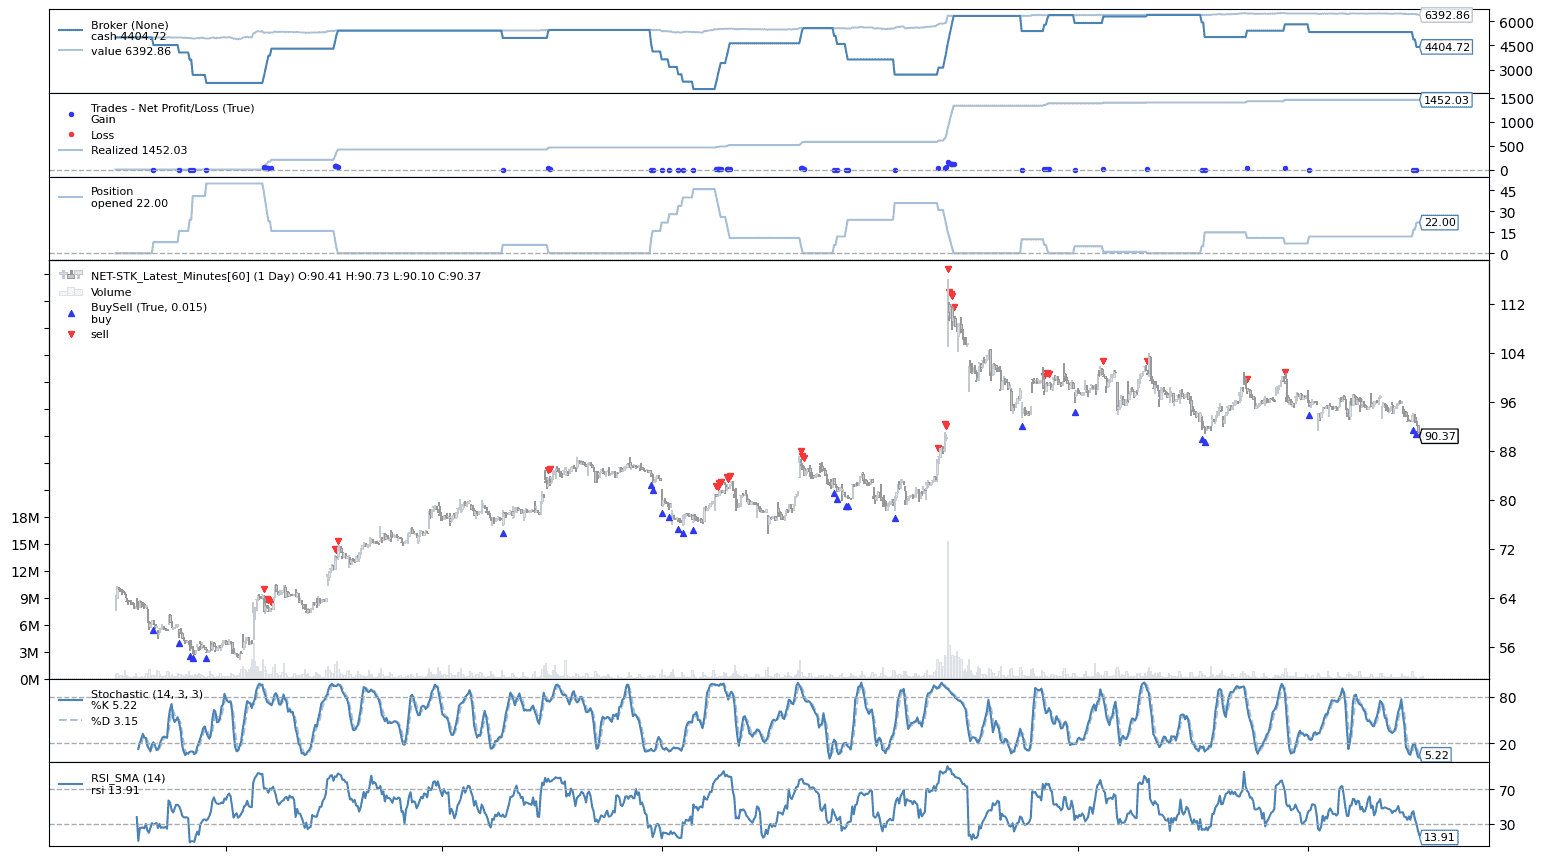 Broker (None)
cash 4404.72
value 6392.86
6392.86
6000
4500
4404.72
3000
Trades - Net Profit/Loss (True)
Gain
Loss
Realized 1452.03
1452.03
1500
1000
500
0
Position
opened 22.00
45
30
22.00
15
0
NET-STK_Latest_Minutes[60] (1 Day) O:90.41 H:90.73 L:90.10 C:90.37
Volume
BuySell (True, 0.015)
buy
sell
112
104
96
90.37
88
80
72
64
56
18M
15M
12M
9M
6M
3M
0M
Stochastic (14, 3, 3)
%K 5.22
%D 3.15
80
20
5.22
RSI_SMA (14)
rsi 13.91
70
30
13.91